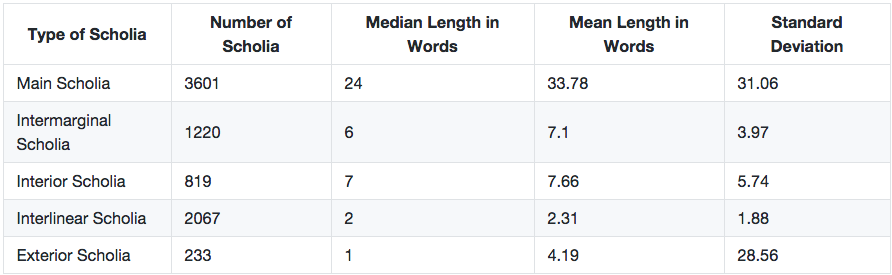 Type of Scholia Number of Scholia Median Length in Words Mean Length in Words Standard Deviation
Main Scholia 3601 24 33.78 31.06
Intermarginal Scholia 1220 6 7.1 3.97
Interior Scholia 819 7 7.66 5.74
Interlinear Scholia 2067 2 2.31 1.88
Exterior Scholia 233 1 4.19 28.56